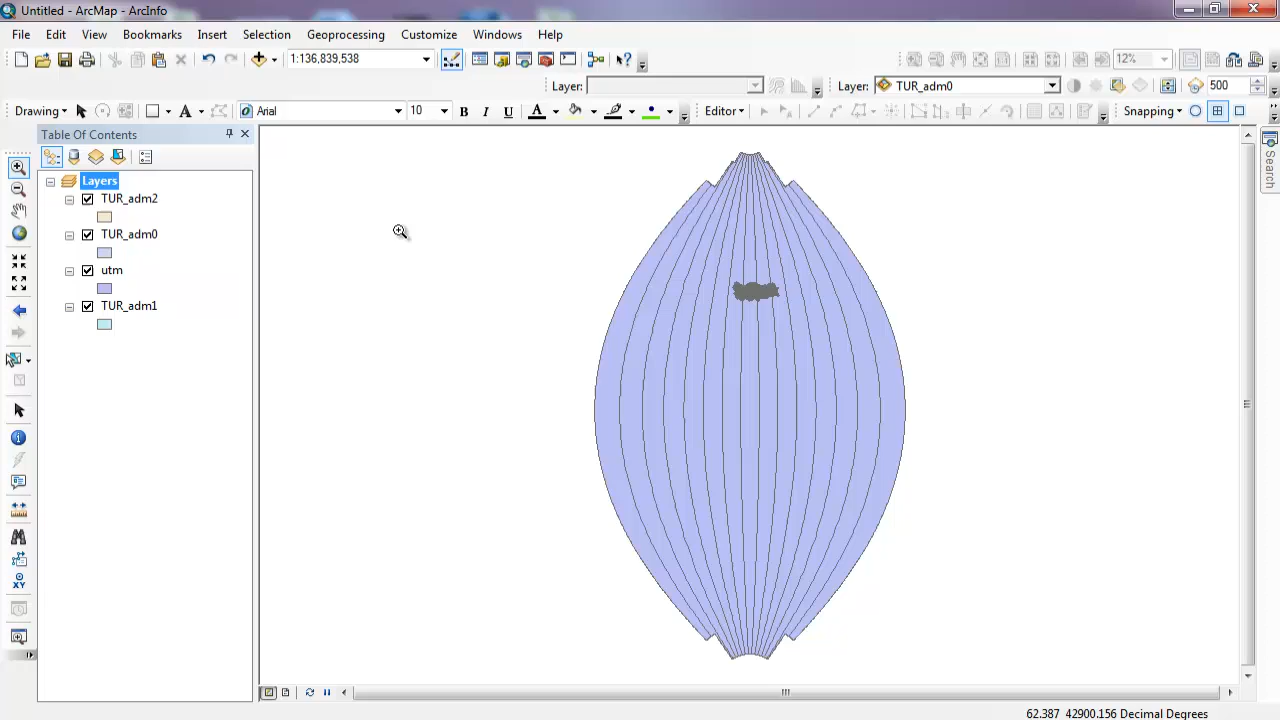 Untitled - ArcMap - ArcInfo
File Edit View Bookmarks Insert Selection Geoprocessing Customize Windows Help
1:136,839,538 12%
Layer: Layer: TUR_adm0 500
Drawing A Arial 10 B I U A Editor Snapping
Table Of Contents
Search
Layers
TUR_adm2
TUR_adm0
utm
TUR_adm1
XY
62.387 42900.156 Decimal Degrees